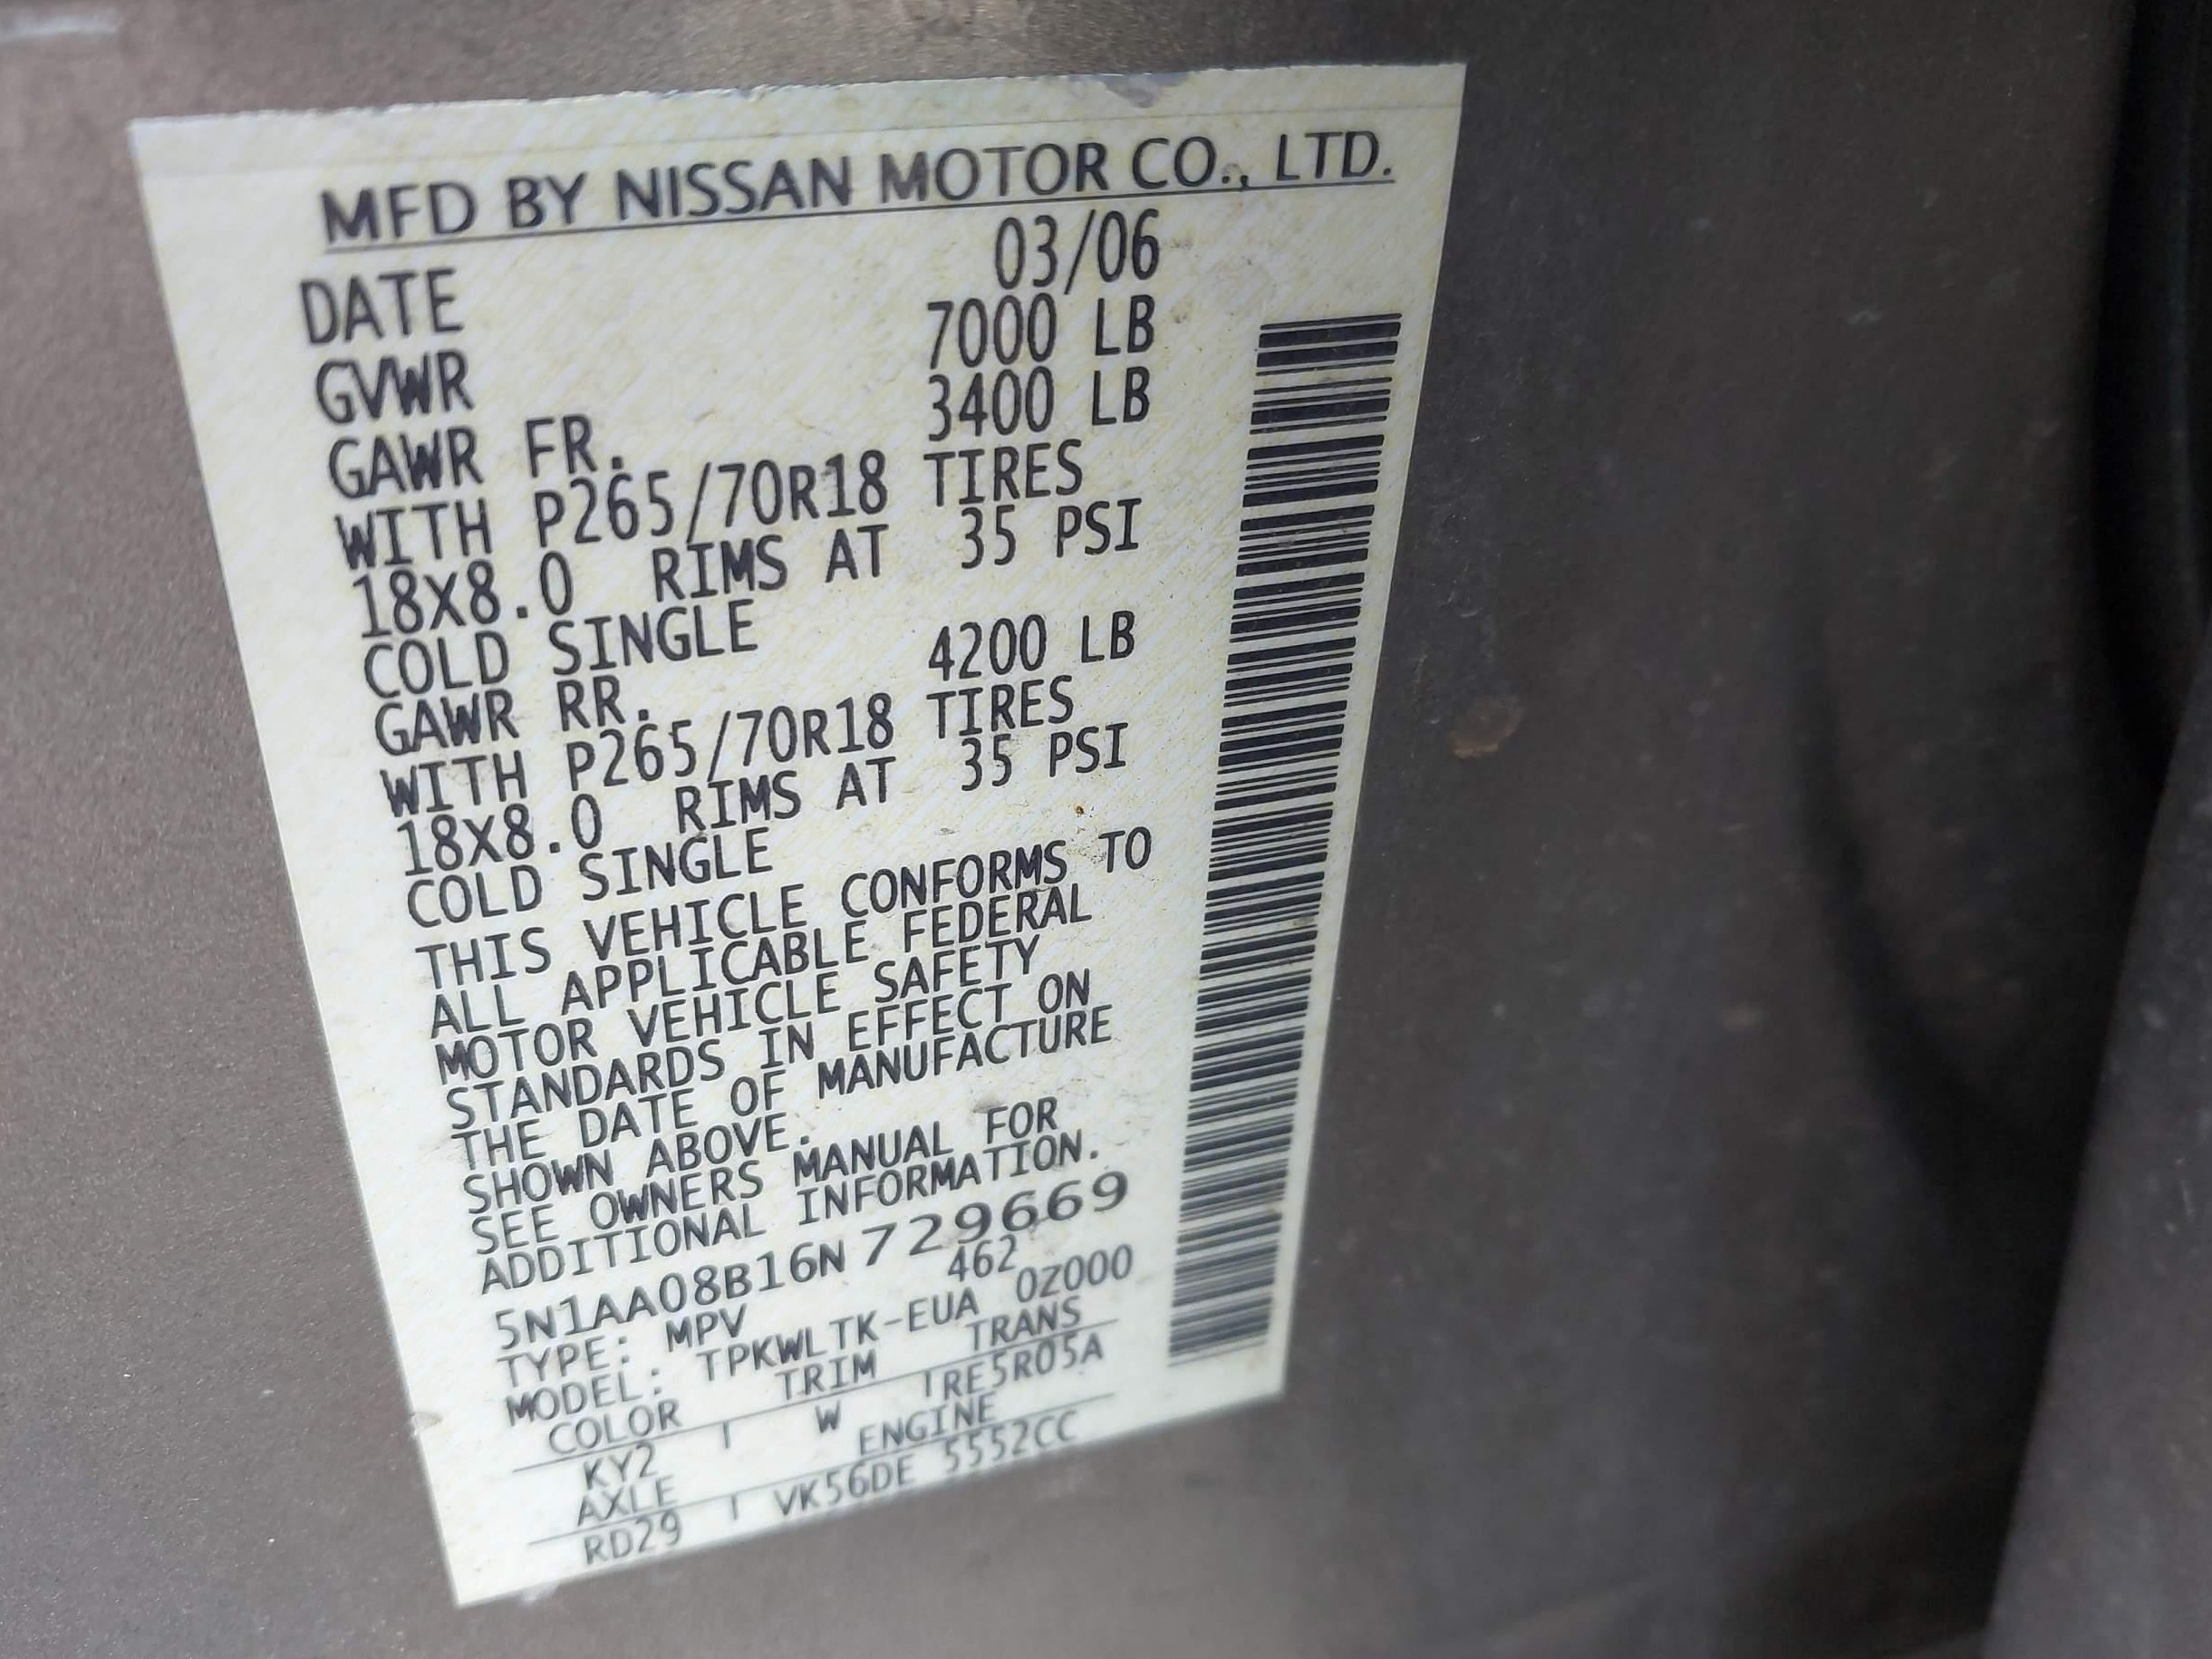 MFD BY NISSAN MOTOR CO., LTD.
DATE 03/06
GVWR 7000 LB
GAWR FR. 3400 LB
WITH P265/70R18 TIRES
18X8.0 RIMS AT 35 PSI
COLD SINGLE
GAWR RR. 4200 LB
WITH P265/70R18 TIRES
18X8.0 RIMS AT 35 PSI
COLD SINGLE
THIS VEHICLE CONFORMS TO
ALL APPLICABLE FEDERAL
MOTOR VEHICLE SAFETY
STANDARDS IN EFFECT ON
THE DATE OF MANUFACTURE
SHOWN ABOVE.
SEE OWNERS MANUAL FOR
ADDITIONAL INFORMATION.
5N1AA08B16N729669
TYPE: MPV 462
MODEL: TPKWLTK-EUA 0Z000
COLOR TRIM TRANS
KY2 W RE5R05A
AXLE ENGINE
RD29 VK56DE 5552CC